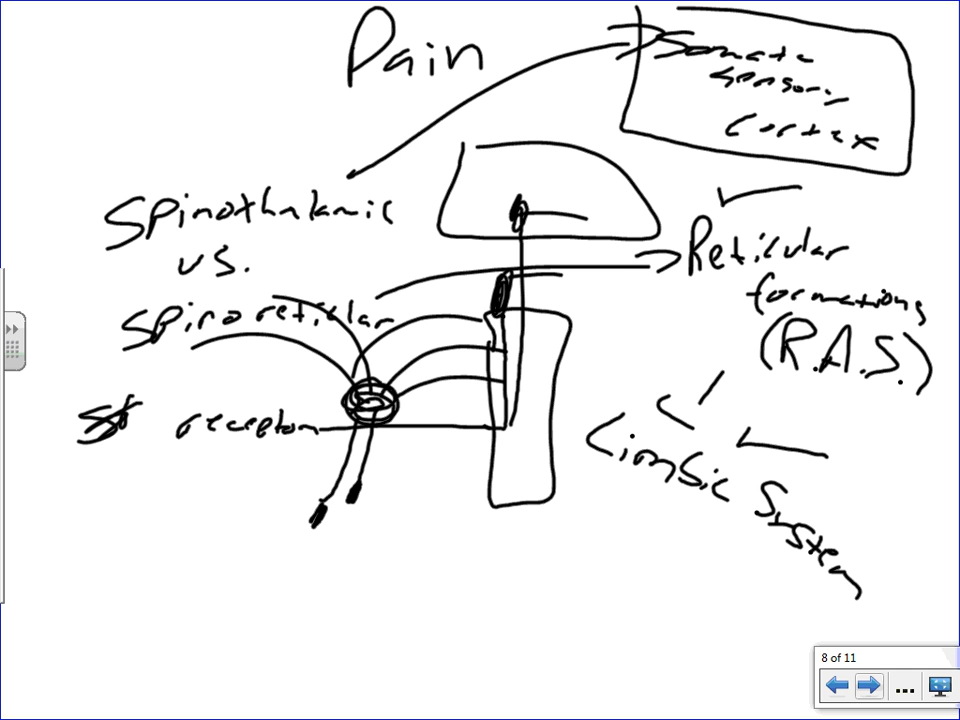 Pain
Somato
sensory
cortex
Spinothalamic
vs.
Spinoreticular
Reticular
formations
(R.A.S.)
receptor
Limbic System
8 of 11